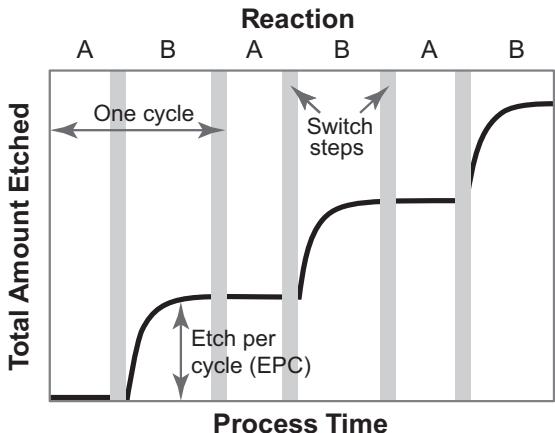 Reaction
A B A B A B
One cycle
Switch
steps
Total Amount Etched
Etch per
cycle (EPC)
Process Time